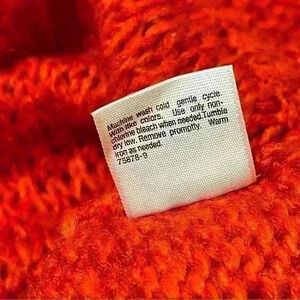 Machine wash cold gentle cycle.
With like colors. Use only non-
chlorine bleach when needed.Tumble
dry low. Remove promptly. Warm
iron as needed.
75878-9